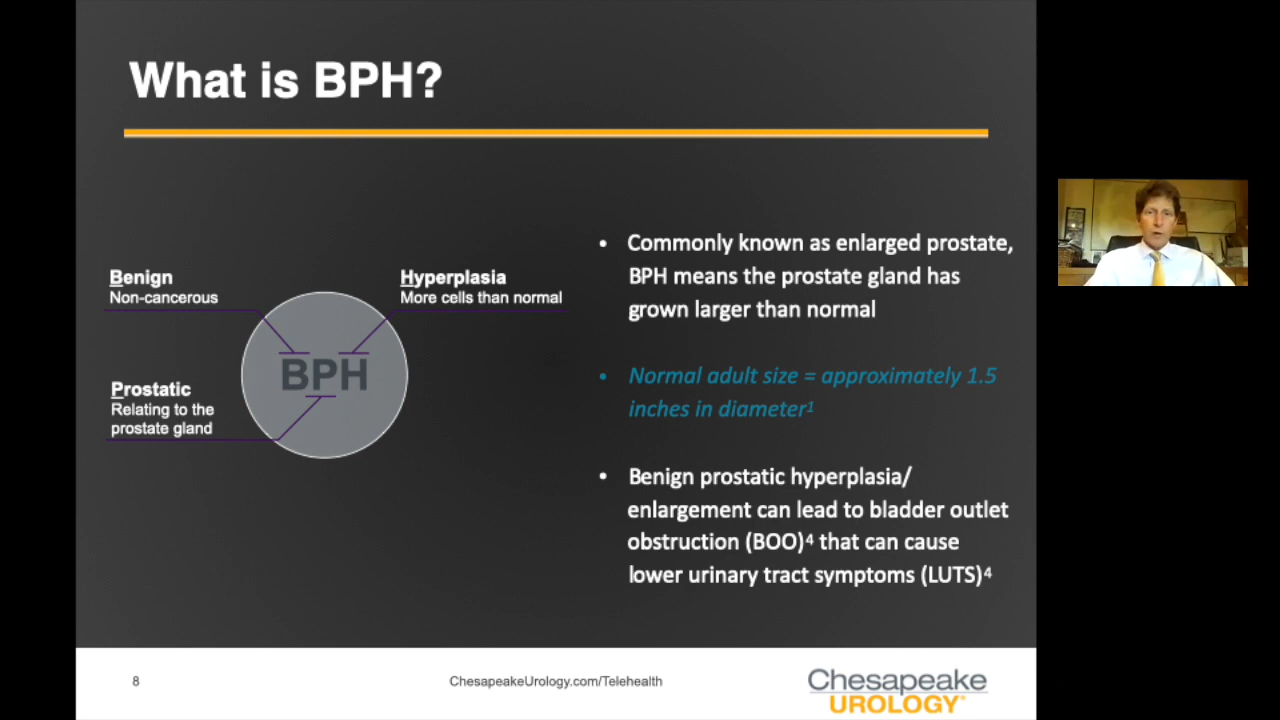 What is BPH?
Benign
Non-cancerous
Hyperplasia
More cells than normal
BPH
Prostatic
Relating to the
prostate gland
• Commonly known as enlarged prostate,
BPH means the prostate gland has
grown larger than normal
• Normal adult size = approximately 1.5
inches in diameter¹
• Benign prostatic hyperplasia/
enlargement can lead to bladder outlet
obstruction (BOO)⁴ that can cause
lower urinary tract symptoms (LUTS)⁴
8
ChesapeakeUrology.com/Telehealth
Chesapeake
UROLOGY®